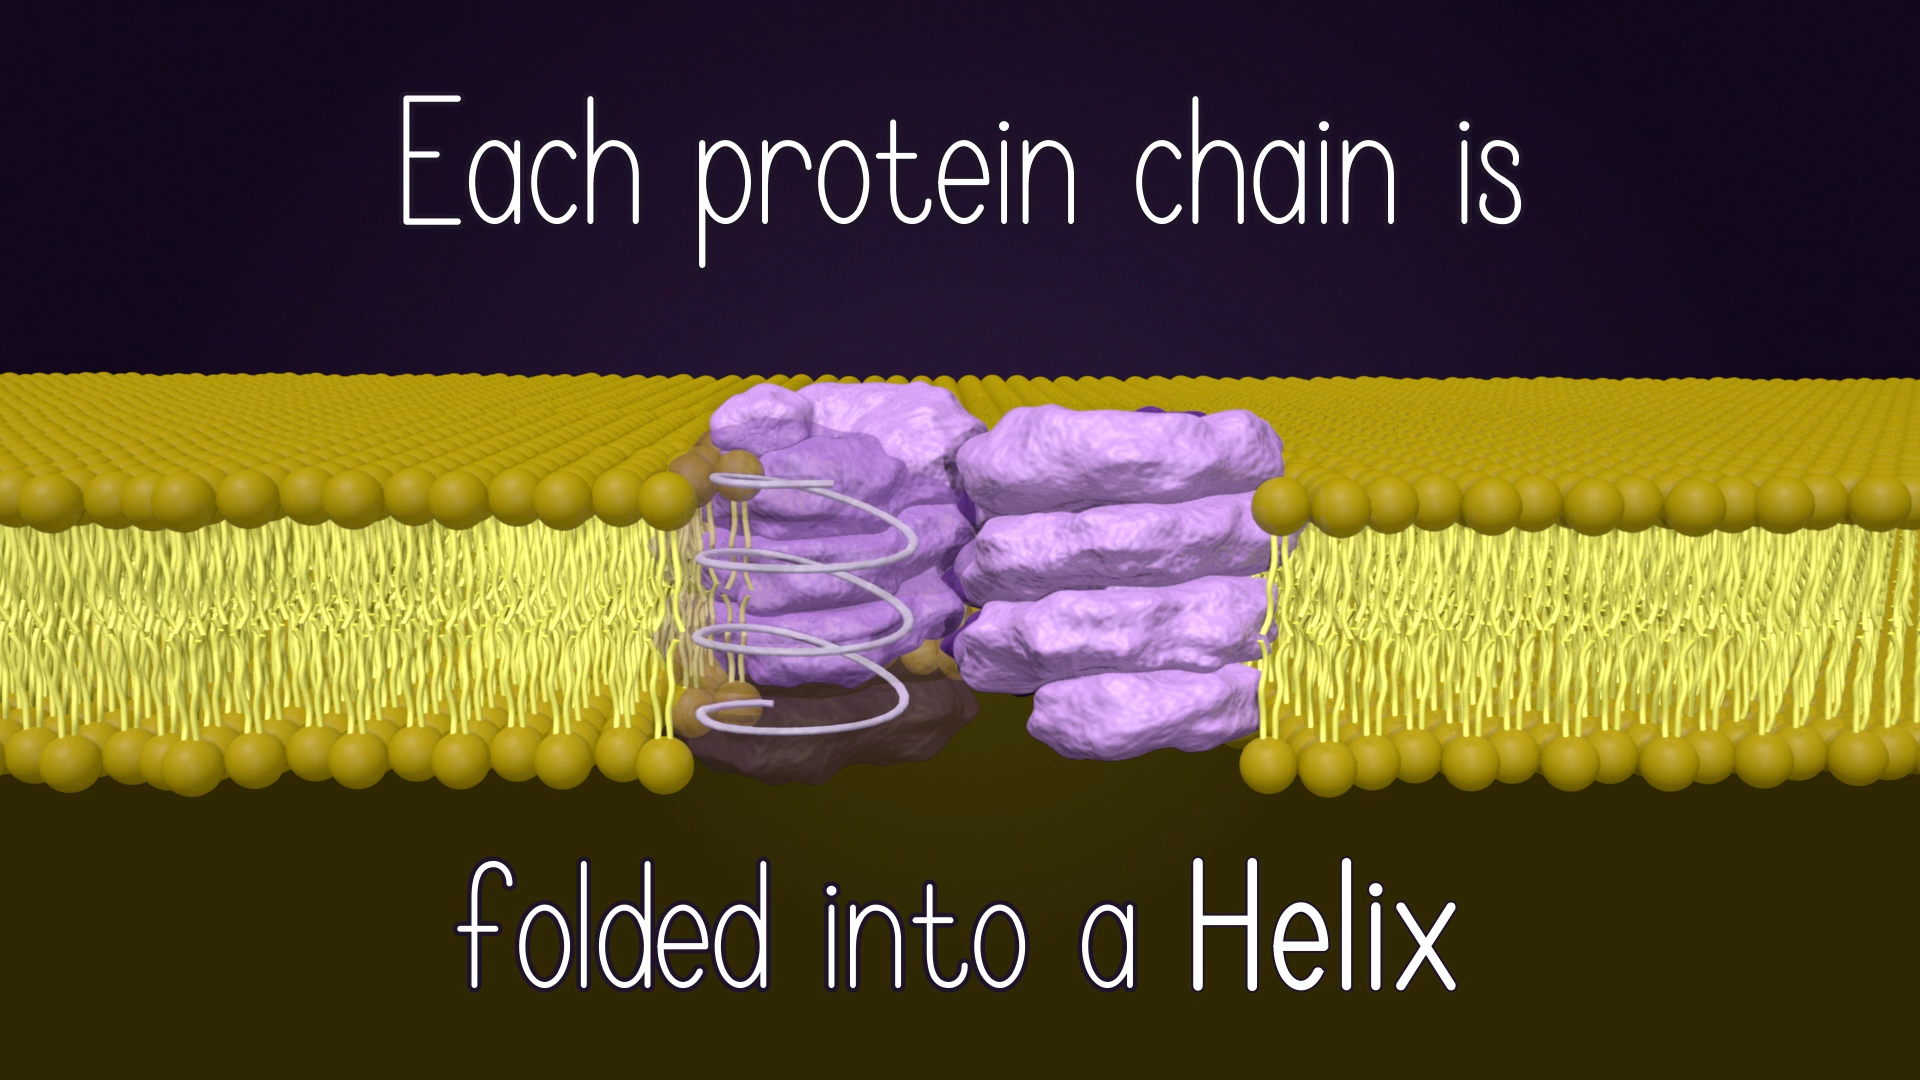 Each protein chain is
folded into a Helix